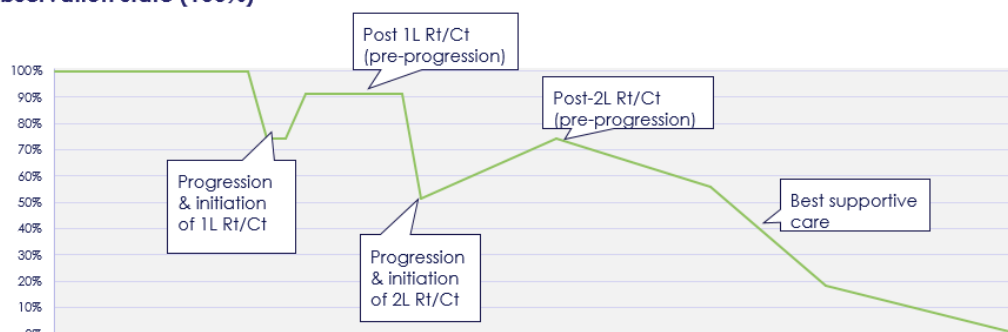 (100%)
Post 1L Rt/Ct
(pre-progression)
100%
90%
80%
70%
60%
50%
40%
30%
20%
10%
Post-2L Rt/Ct
(pre-progression)
Progression
& initiation
of 1L Rt/Ct
Best supportive
care
Progression
& initiation
of 2L Rt/Ct